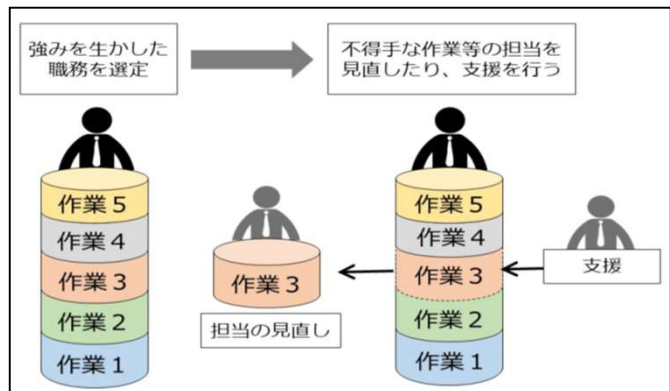 強みを生かした
職務を選定
不得手な作業等の担当を
見直したり、支援を行う
作業５
作業４
作業３
作業２
作業１
作業３
担当の見直し
作業５
作業４
作業３
作業２
作業１
支援